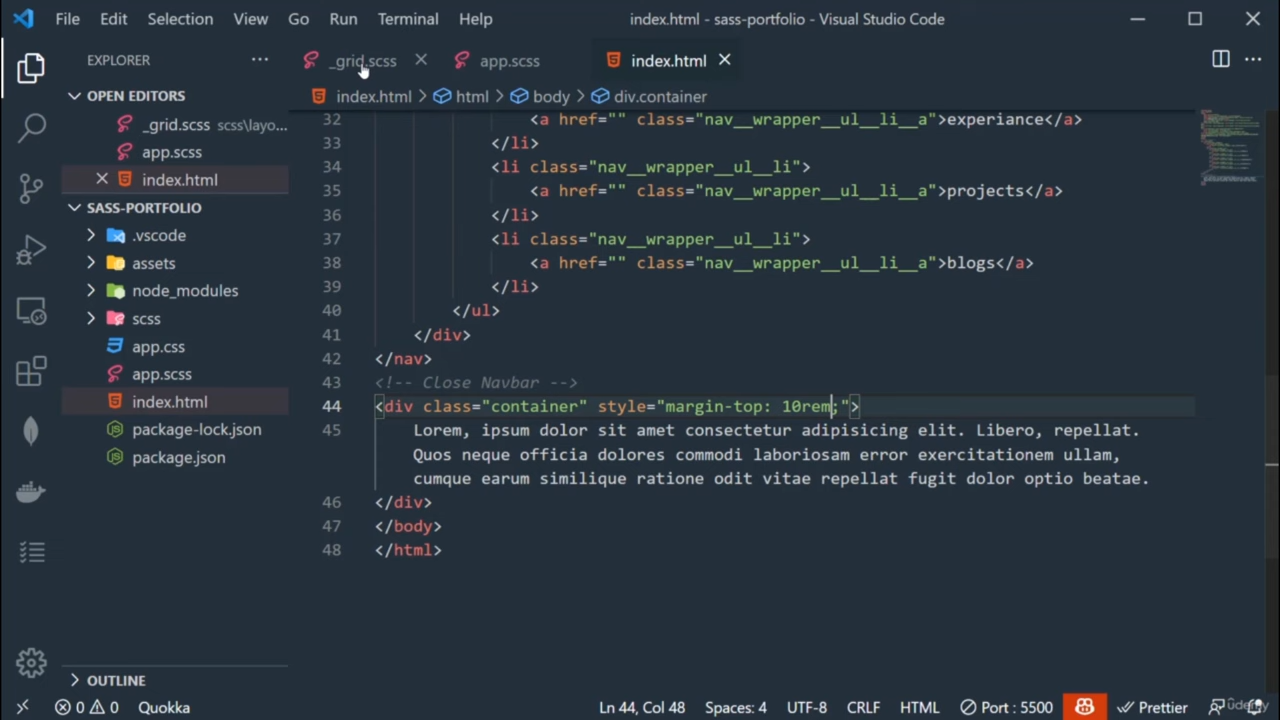 File Edit Selection View Go Run Terminal Help index.html - sass-portfolio - Visual Studio Code
EXPLORER
_grid.scss app.scss index.html
OPEN EDITORS
index.html html body div.container
_grid.scss scss\layo...
app.scss
index.html
SASS-PORTFOLIO
.vscode
assets
node_modules
scss
app.css
app.scss
index.html
package-lock.json
package.json
OUTLINE
32 <a href="" class="nav__wrapper__ul__li__a">experiance</a>
33 </li>
34 <li class="nav__wrapper__ul__li">
35 <a href="" class="nav__wrapper__ul__li__a">projects</a>
36 </li>
37 <li class="nav__wrapper__ul__li">
38 <a href="" class="nav__wrapper__ul__li__a">blogs</a>
39 </li>
40 </ul>
41 </div>
42 </nav>
43 <!-- Close Navbar -->
44 <div class="container" style="margin-top: 10rem;">
45 Lorem, ipsum dolor sit amet consectetur adipisicing elit. Libero, repellat.
Quos neque officia dolores commodi laboriosam error exercitationem ullam,
cumque earum similique ratione odit vitae repellat fugit dolor optio beatae.
46 </div>
47 </body>
48 </html>
0 0 Quokka Ln 44, Col 48 Spaces: 4 UTF-8 CRLF HTML Port : 5500 Prettier
udemy